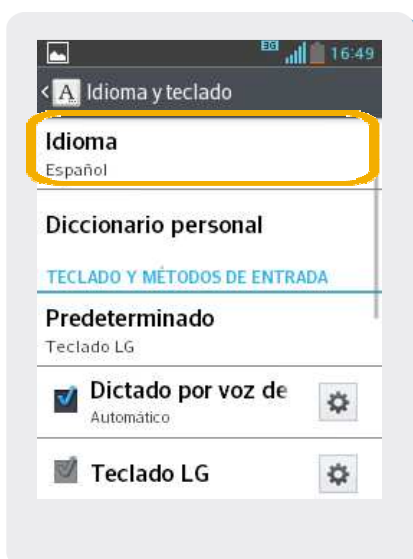 3G 16:49
A Idioma y teclado
Idioma
Español
Diccionario personal
TECLADO Y MÉTODOS DE ENTRADA
Predeterminado
Teclado LG
Dictado por voz de
Automático
Teclado LG